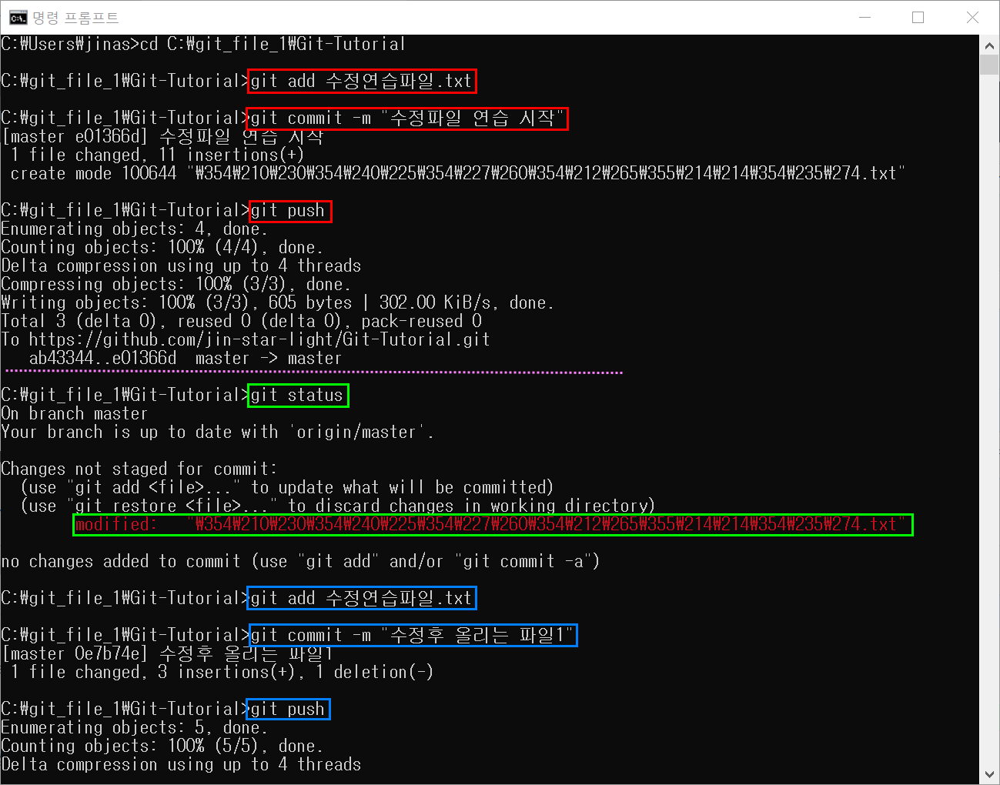 명령 프롬프트
C:₩Users₩jinas>cd C:₩git_file_1₩Git-Tutorial
C:₩git_file_1₩Git-Tutorial>git add 수정연습파일.txt
C:₩git_file_1₩Git-Tutorial>git commit -m "수정파일 연습 시작"
[master e01366d] 수정파일 연습 시작
1 file changed, 11 insertions(+)
create mode 100644 "₩354₩210₩230₩354₩240₩225₩354₩227₩260₩354₩212₩265₩355₩214₩214₩354₩235₩274.txt"
C:₩git_file_1₩Git-Tutorial>git push
Enumerating objects: 4, done.
Counting objects: 100% (4/4), done.
Delta compression using up to 4 threads
Compressing objects: 100% (3/3), done.
Writing objects: 100% (3/3), 605 bytes | 302.00 KiB/s, done.
Total 3 (delta 0), reused 0 (delta 0), pack-reused 0
To https://github.com/jin-star-light/Git-Tutorial.git
ab43344..e01366d  master -> master
C:₩git_file_1₩Git-Tutorial>git status
On branch master
Your branch is up to date with 'origin/master'.
Changes not staged for commit:
(use "git add <file>..." to update what will be committed)
(use "git restore <file>..." to discard changes in working directory)
modified:   "₩354₩210₩230₩354₩240₩225₩354₩227₩260₩354₩212₩265₩355₩214₩214₩354₩235₩274.txt"
no changes added to commit (use "git add" and/or "git commit -a")
C:₩git_file_1₩Git-Tutorial>git add 수정연습파일.txt
C:₩git_file_1₩Git-Tutorial>git commit -m "수정후 올리는 파일1"
[master 0e7b74e] 수정후 올리는 파일1
1 file changed, 3 insertions(+), 1 deletion(-)
C:₩git_file_1₩Git-Tutorial>git push
Enumerating objects: 5, done.
Counting objects: 100% (5/5), done.
Delta compression using up to 4 threads